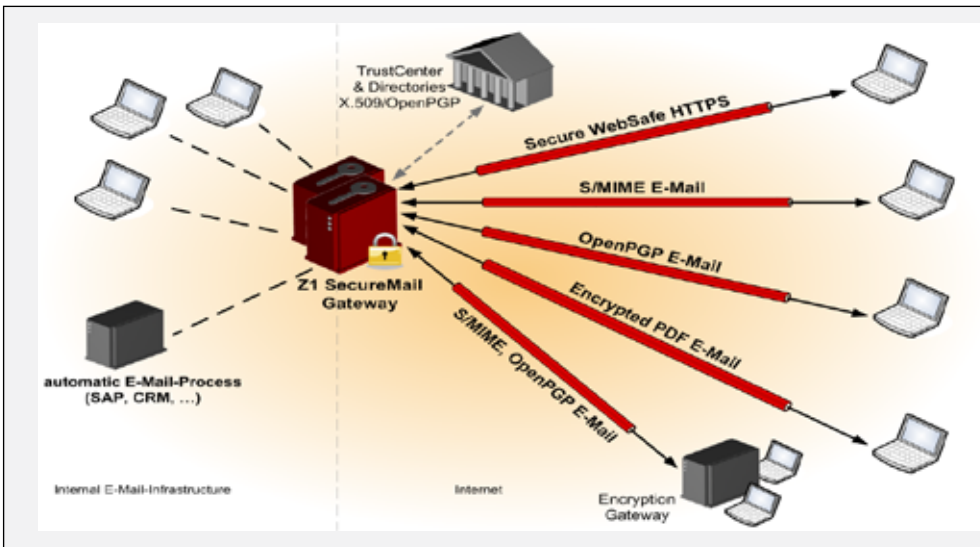 TrustCenter
& Directories
X.509/OpenPGP
Secure WebSafe HTTPS
S/MIME E-Mail
OpenPGP E-Mail
Encrypted PDF E-Mail
S/MIME, OpenPGP E-Mail
Z1 SecureMail
Gateway
automatic E-Mail-Process
(SAP, CRM, ...)
Internal E-Mail-Infrastructure
Internet
Encryption
Gateway